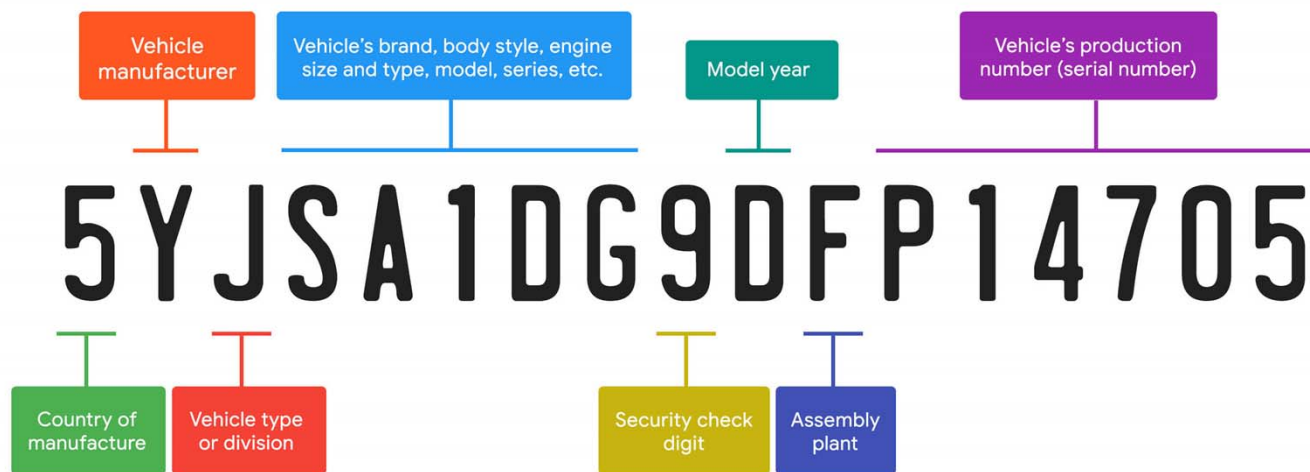 Vehicle
manufacturer
Vehicle's brand, body style, engine
size and type, model, series, etc.
Model year
Vehicle's production
number (serial number)
5YJSA1DG9DFP14705
Country of
manufacture
Vehicle type
or division
Security check
digit
Assembly
plant